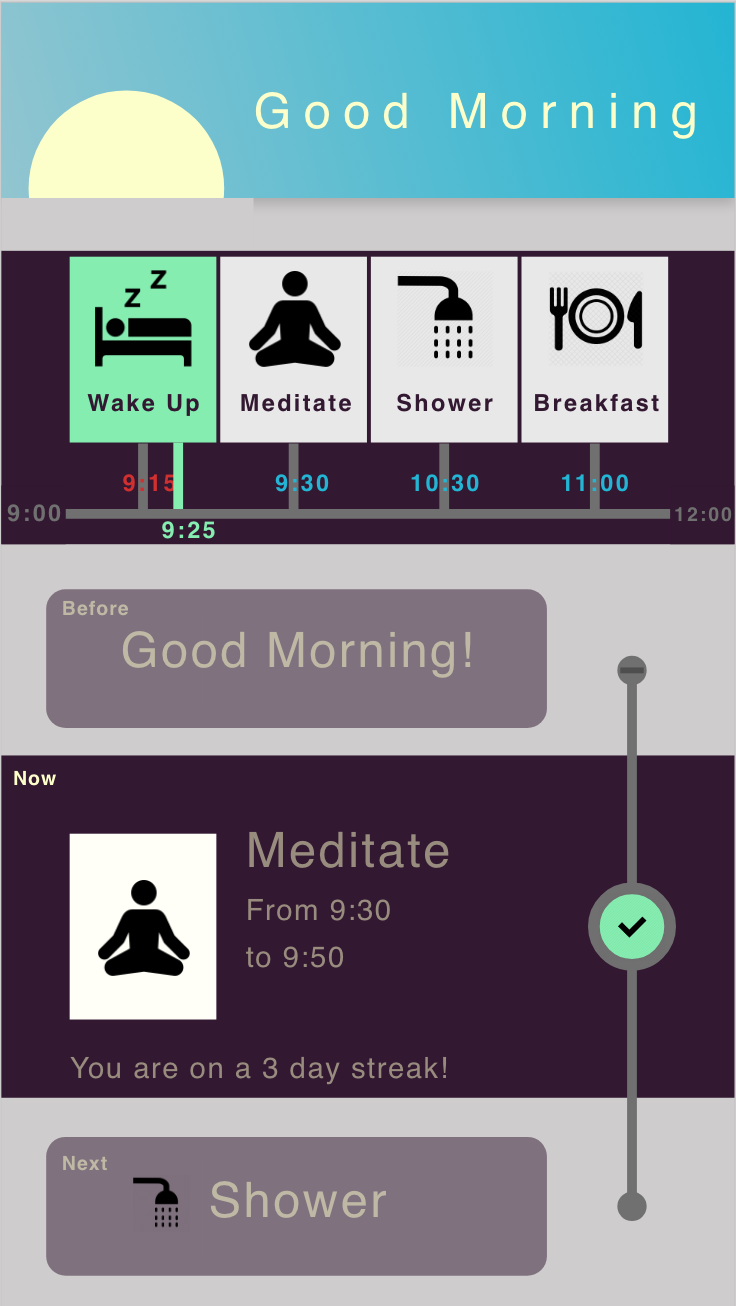 Good Morning
z
z
Wake Up Meditate Shower Breakfast
9:15 9:30 10:30 11:00
9:00 12:00
9:25
Before
Good Morning!
Now
Meditate
From 9:30
to 9:50
You are on a 3 day streak!
Next
Shower